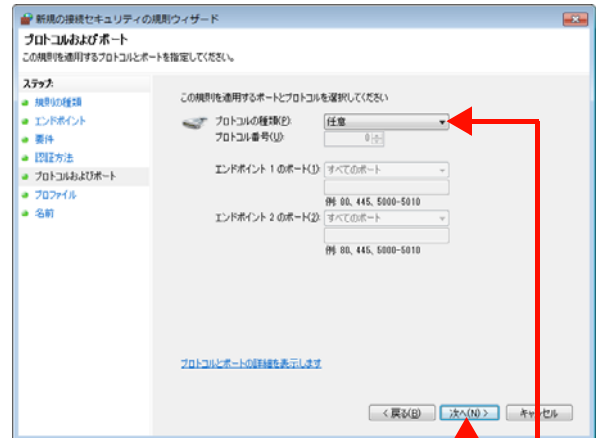 新規の接続セキュリティの規則ウィザード
プロトコルおよびポート
この規則を適用するプロトコルとポートを指定してください。
ステップ:
規則の種類
エンドポイント
要件
認証方法
プロトコルおよびポート
プロファイル
名前
この規則を適用するポートとプロトコルを選択してください
プロトコルの種類(P): 任意
プロトコル番号(U): 0
エンドポイント 1 のポート(1): すべてのポート
例: 80、445、5000-5010
エンドポイント 2 のポート(2): すべてのポート
例: 80、445、5000-5010
プロトコルとポートの詳細を表示します
< 戻る(B) 次へ(N) > キャンセル